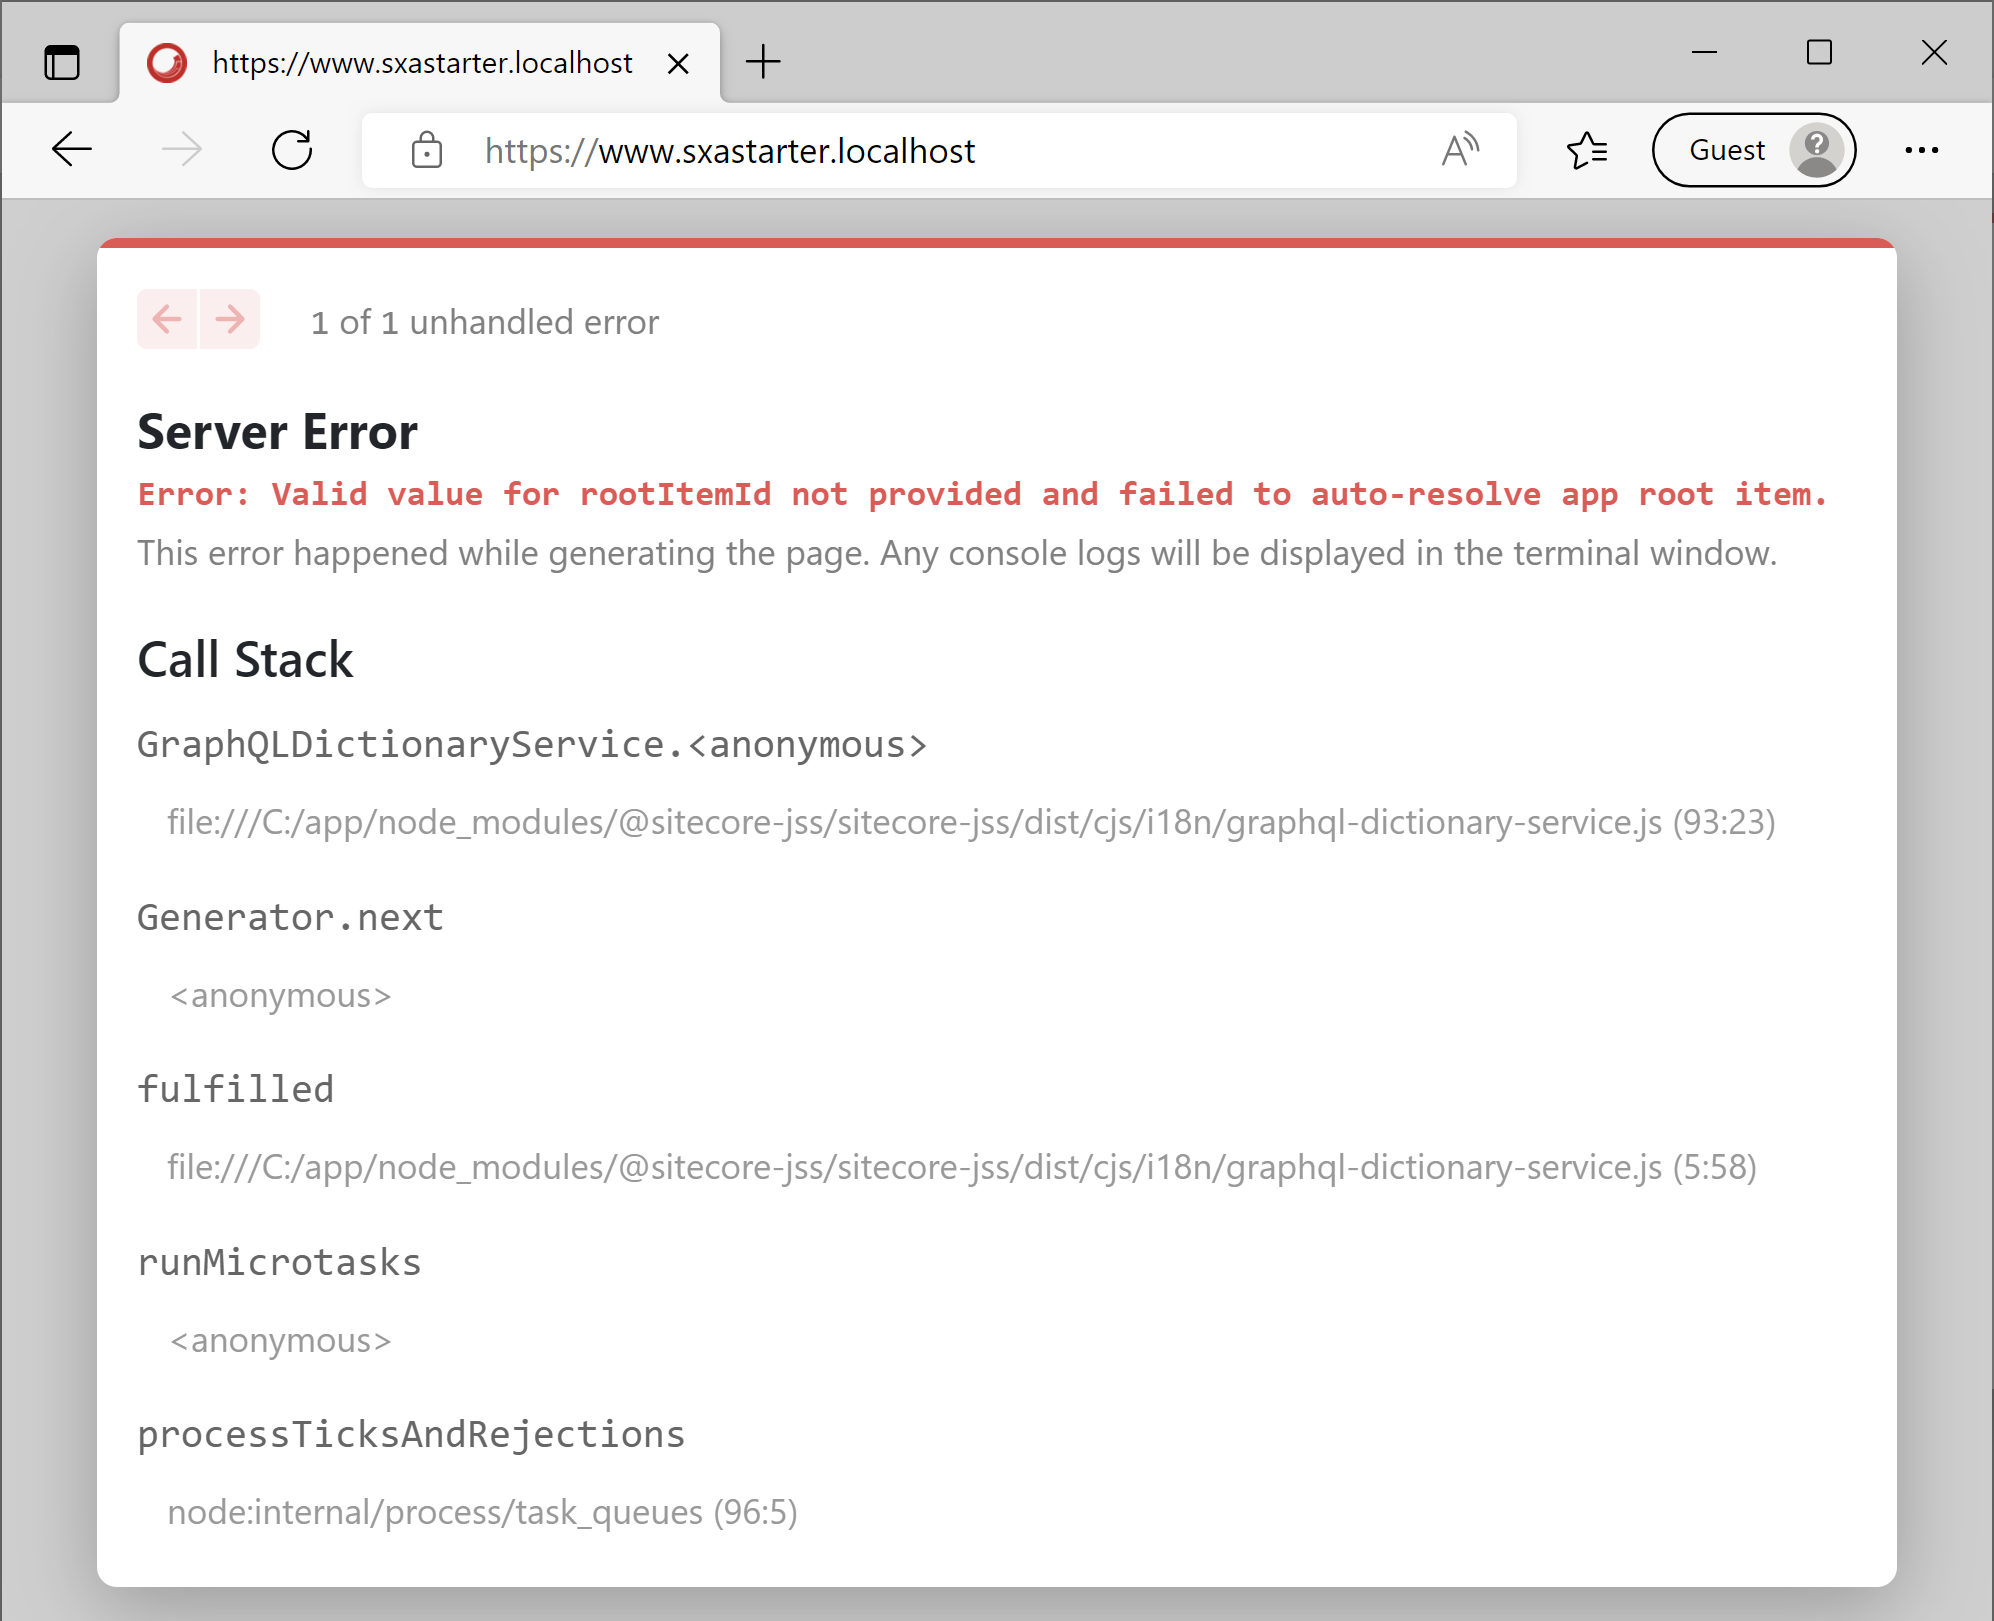 https://www.sxastarter.localhost
https://www.sxastarter.localhost
Guest
1 of 1 unhandled error
Server Error
Error: Valid value for rootItemId not provided and failed to auto-resolve app root item.
This error happened while generating the page. Any console logs will be displayed in the terminal window.
Call Stack
GraphQLDictionaryService.<anonymous>
file:///C:/app/node_modules/@sitecore-jss/sitecore-jss/dist/cjs/i18n/graphql-dictionary-service.js (93:23)
Generator.next
<anonymous>
fulfilled
file:///C:/app/node_modules/@sitecore-jss/sitecore-jss/dist/cjs/i18n/graphql-dictionary-service.js (5:58)
runMicrotasks
<anonymous>
processTicksAndRejections
node:internal/process/task_queues (96:5)